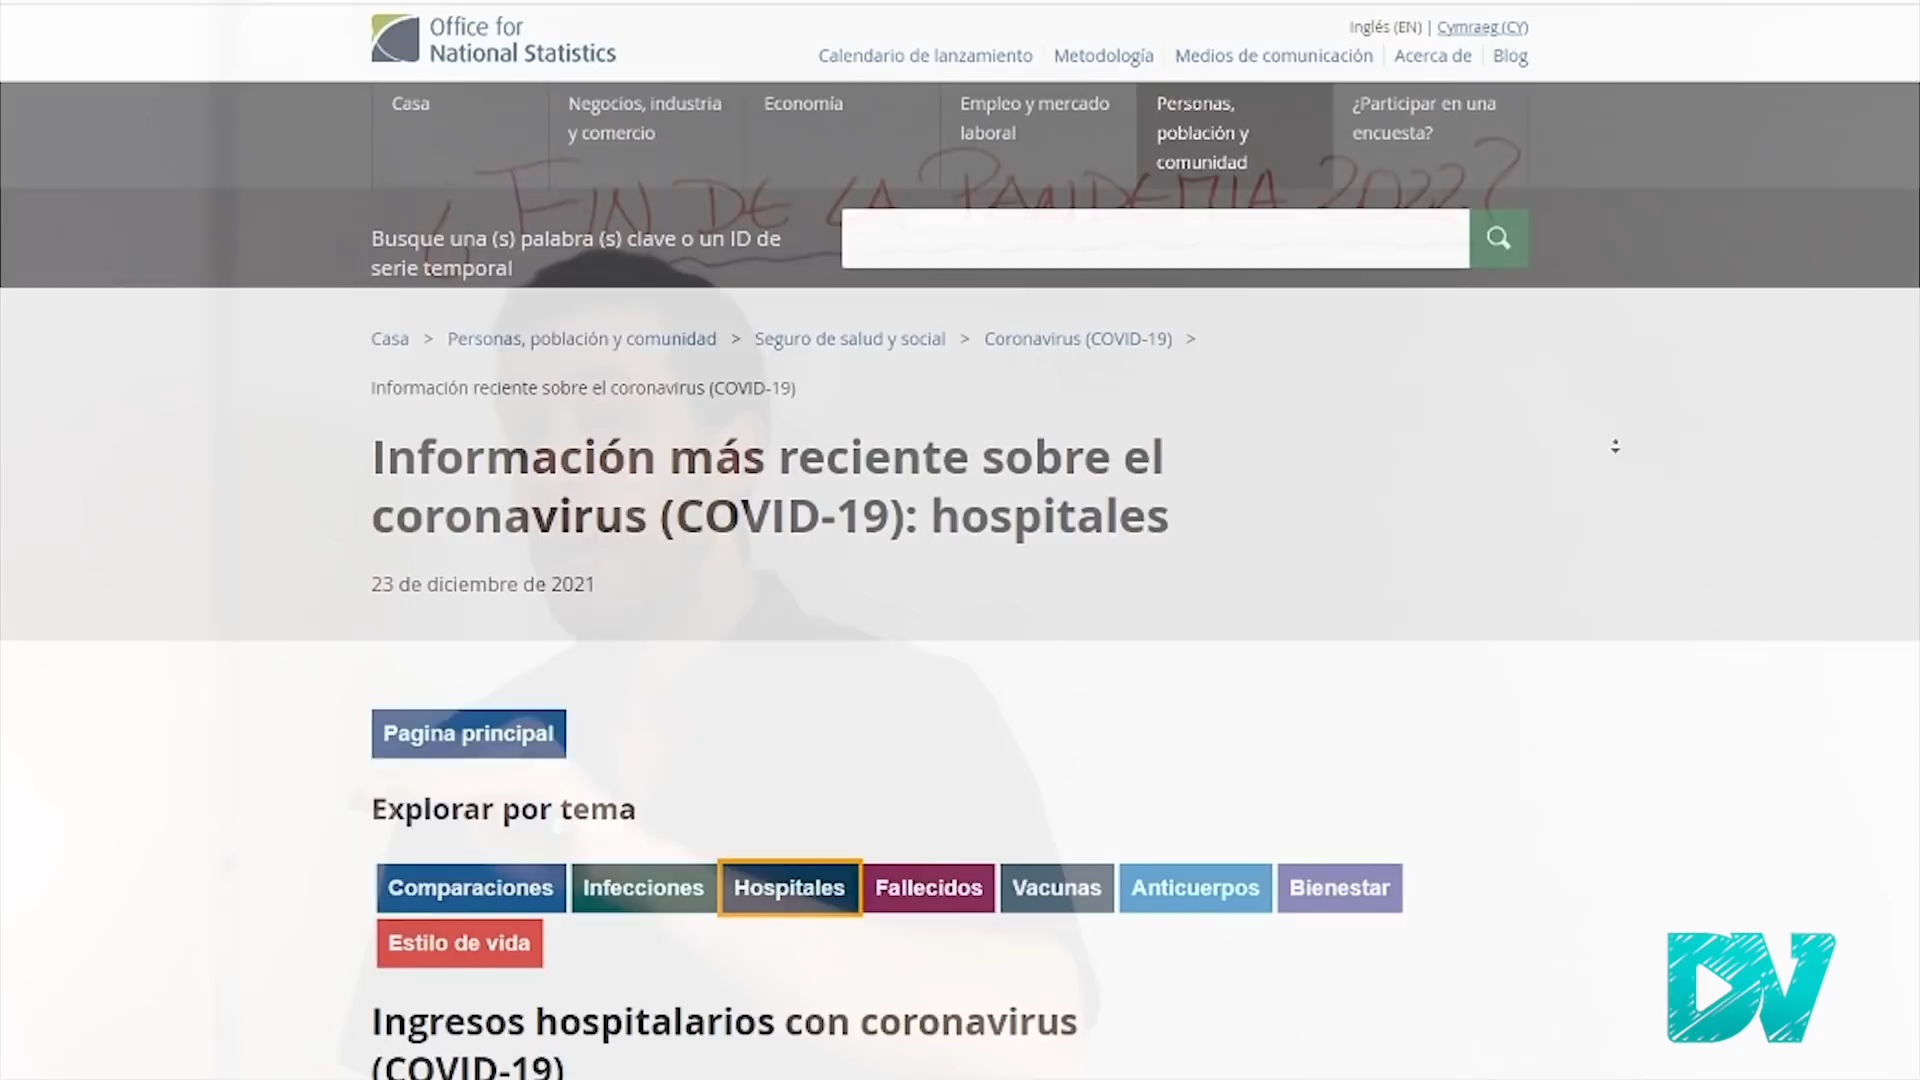 Office for
National Statistics
Inglés (EN) | Cymraeg (CY)
Calendario de lanzamiento
Metodología
Medios de comunicación
Acerca de
Blog
Casa
Negocios, industria
y comercio
Economía
Empleo y mercado
laboral
Personas,
población y
comunidad
¿Participar en una
encuesta?
¿FIN DE LA PANDEMIA 2022?
Busque una (s) palabra (s) clave o un ID de
serie temporal
Casa > Personas, población y comunidad > Seguro de salud y social > Coronavirus (COVID-19) >
Información reciente sobre el coronavirus (COVID-19)
Información más reciente sobre el
coronavirus (COVID-19): hospitales
23 de diciembre de 2021
Pagina principal
Explorar por tema
Comparaciones
Infecciones
Hospitales
Fallecidos
Vacunas
Anticuerpos
Bienestar
Estilo de vida
Ingresos hospitalarios con coronavirus
(COVID-19)
DV